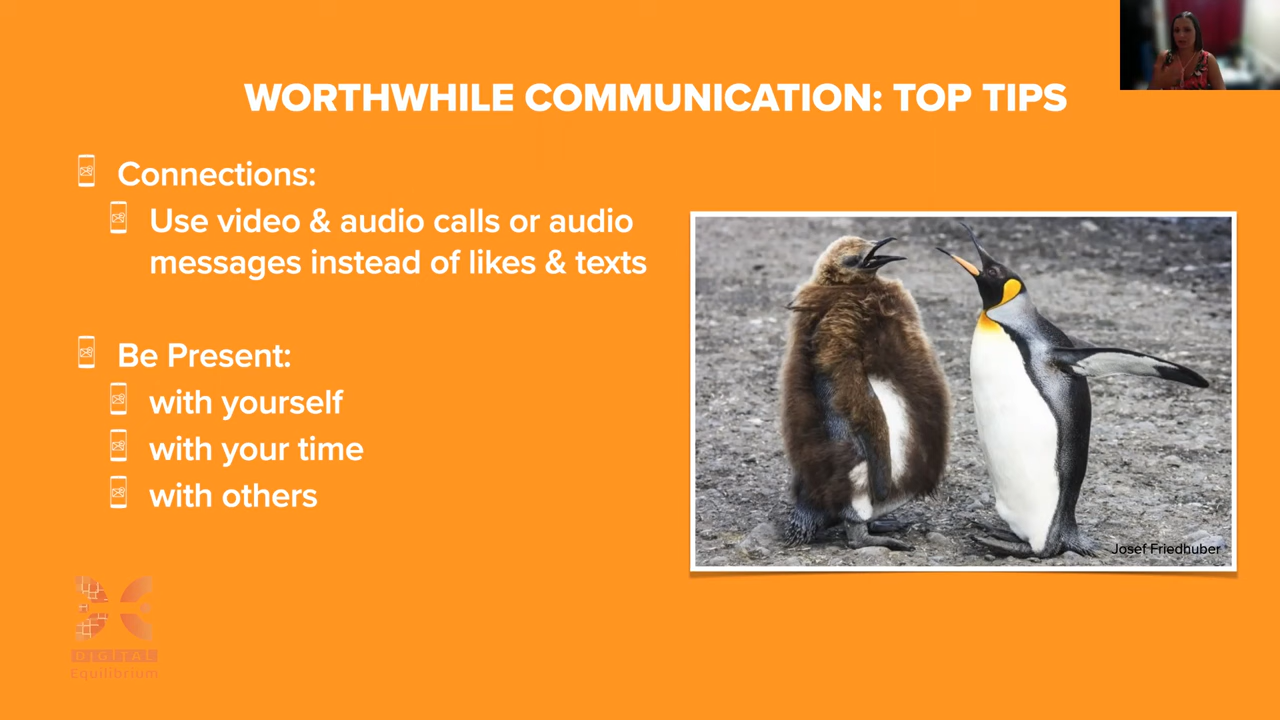 WORTHWHILE COMMUNICATION: TOP TIPS
Connections:
Use video & audio calls or audio
messages instead of likes & texts
Be Present:
with yourself
with your time
with others
Josef Friedhuber
DIGITAL
Equilibrium